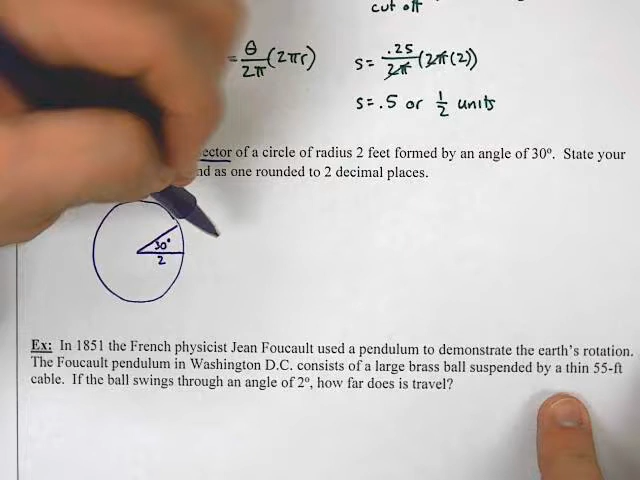 cut off
= θ/2π (2πr) s= .25/2π (2π(2))
s= .5 or 1/2 units
of a circle of radius 2 feet formed by an angle of 30º. State your
as one rounded to 2 decimal places.
30°
2
Ex: In 1851 the French physicist Jean Foucault used a pendulum to demonstrate the earth's rotation.
The Foucault pendulum in Washington D.C. consists of a large brass ball suspended by a thin 55-ft
cable. If the ball swings through an angle of 2º, how far does is travel?